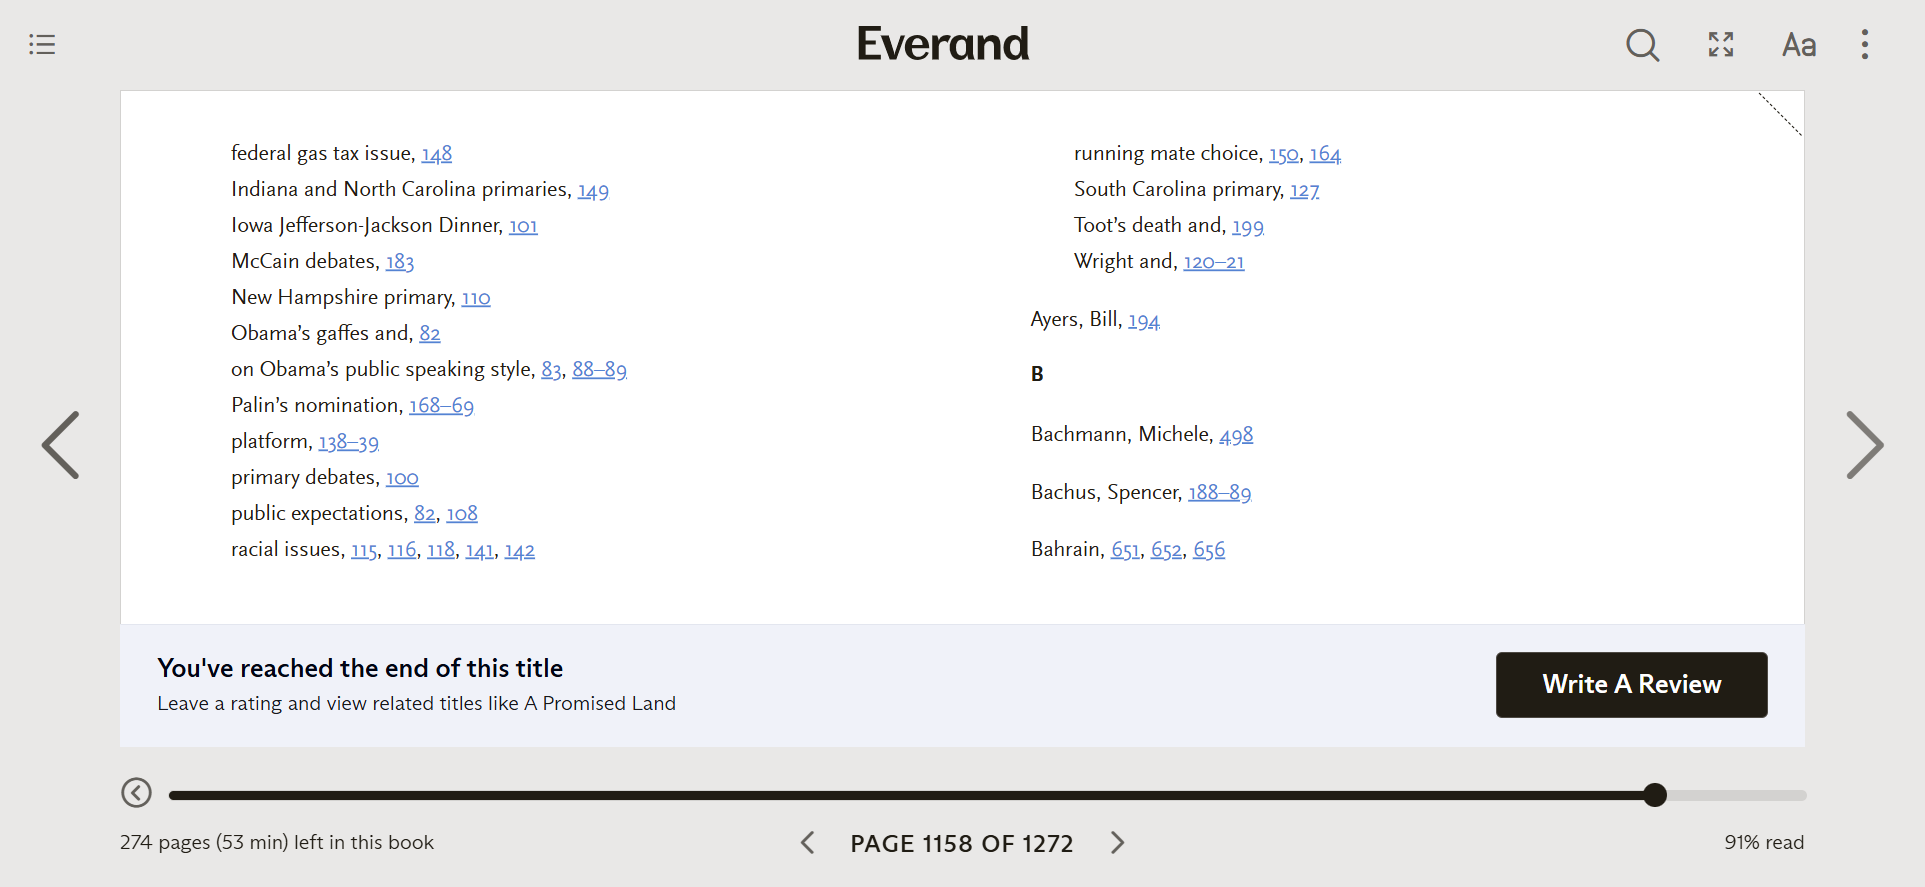 Everand
Aa
federal gas tax issue, 148
Indiana and North Carolina primaries, 149
Iowa Jefferson-Jackson Dinner, 101
McCain debates, 183
New Hampshire primary, 110
Obama’s gaffes and, 82
on Obama’s public speaking style, 83, 88–89
Palin’s nomination, 168–69
platform, 138–39
primary debates, 100
public expectations, 82, 108
racial issues, 115, 116, 118, 141, 142
running mate choice, 150, 164
South Carolina primary, 127
Toot’s death and, 199
Wright and, 120–21
Ayers, Bill, 194
B
Bachmann, Michele, 498
Bachus, Spencer, 188–89
Bahrain, 651, 652, 656
You've reached the end of this title
Leave a rating and view related titles like A Promised Land
Write A Review
274 pages (53 min) left in this book
PAGE 1158 OF 1272
91% read